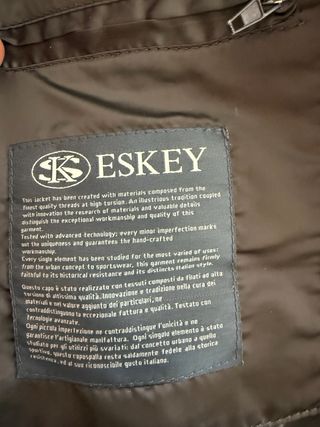 SKS ESKEY
This jacket has been created with materials composed from the
finest quality threads at high torsion. An illustrious tradition coupled
with innovation the research of materials and valuable details
distinguish the exceptional workmanship and quality of this
garment.
Tested with advanced technology; every minor imperfection marks
out the uniqueness and guarantees the hand-crafted
workmanship.
Every single element has been studied for the most varied of uses:
from the urban concept to sportswear, this garment remains firmly
faithful to its historical resistance and its distincts italian style.
Questo capo è stato realizzato con tessuti composti da filati ad alta
torsione di altissima qualità. Innovazione e tradizione nella cura dei
materiali e nel valore aggiunto dei particolari, ne
contraddistinguono la eccezionale qualità. Testato con
tecnologie avanzate.
Ogni piccola imperfezione ne contraddistingue l'unicità e ne
garantisce l'artigianale manifattura. Ogni singolo elemento è stato
studiato per gli utilizzi più svariati: dal concetto urbano a quello
sportivo, questo capospalla resta saldamente fedele alla storica
resistenza, ed al suo riconoscibile gusto italiano.